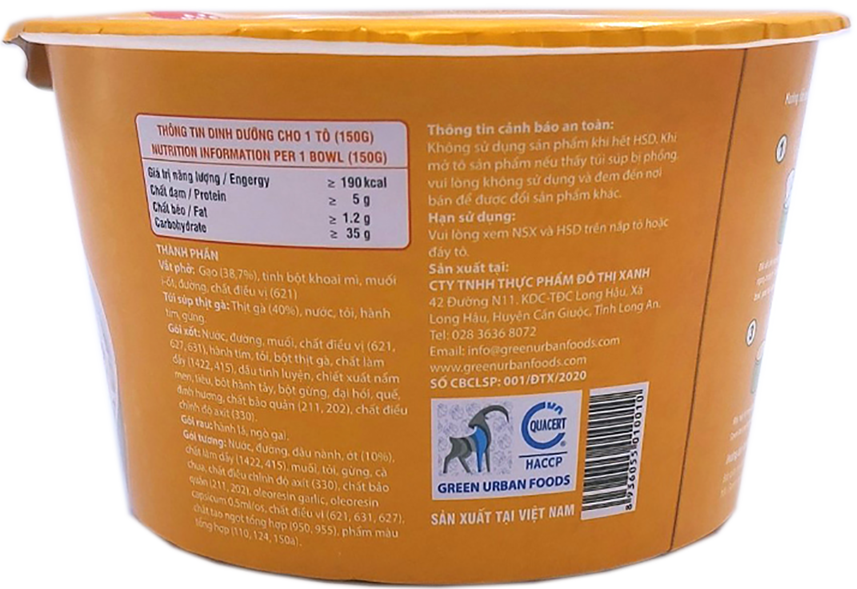 THÔNG TIN DINH DƯỠNG CHO 1 TÔ (150G)
NUTRITION INFORMATION PER 1 BOWL (150G)
Giá trị năng lượng / Engergy ≥ 190 kcal
Chất đạm / Protein ≥ 5 g
Chất béo / Fat ≥ 1.2 g
Carbohydrate ≥ 35 g
THÀNH PHẦN
Vắt phở: Gạo (38,7%), tinh bột khoai mì, muối
i-ốt, đường, chất điều vị (621)
Túi súp thịt gà: Thịt gà (40%), nước, tỏi, hành
tím, gừng.
Gói xốt: Nước, đường, muối, chất điều vị (621,
627, 631), hành tím, tỏi, bột thịt gà, chất làm
dầy (1422, 415), dầu tinh luyện, chiết xuất nấm
men, tiêu, bột hành tây, bột gừng, đại hồi, quế,
định hương, chất bảo quản (211, 202), chất điều
chỉnh độ axít (330).
Gói rau: hành lá, ngò gai.
Gói tương: Nước, đường, đậu nành, ớt (10%),
chất làm dầy (1422, 415), muối, tỏi, gừng, cà
chua, chất điều chỉnh độ axít (330), chất bảo
quản (211, 202), oleoresin garlic, oleoresin
capsicum 0,5ml/os, chất điều vị (621, 631, 627),
chất tạo ngọt tổng hợp (950, 955), phẩm màu
tổng hợp (110, 124, 150a).
Thông tin cảnh báo an toàn:
Không sử dụng sản phẩm khi hết HSD. Khi
mở tô sản phẩm nếu thấy túi súp bị phồng,
vui lòng không sử dụng và đem đến nơi
bán để được đổi sản phẩm khác.
Hạn sử dụng:
Vui lòng xem NSX và HSD trên nắp tô hoặc
đáy tô.
Sản xuất tại:
CTY TNHH THỰC PHẨM ĐÔ THỊ XANH
42 Đường N11. KDC-TĐC Long Hậu, Xã
Long Hậu, Huyện Cần Giuộc, Tỉnh Long An.
Tel: 028 3636 8072
Email: info@greenurbanfoods.com
www.greenurbanfoods.com
SỐ CBCLSP: 001/ĐTX/2020
QUACERT
HACCP
GREEN URBAN FOODS
SẢN XUẤT TẠI VIỆT NAM
8 936055 010010
1